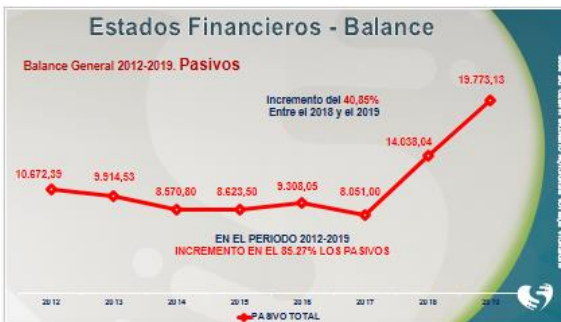 Estados Financieros - Balance
Balance General 2012-2019. Pasivos
Incremento del 40,85%
Entre el 2018 y el 2019
19.773,13
14.038,04
10.672,39
9.914,53
8.570,80
8.623,50
9.308,05
8.051,00
EN EL PERIODO 2012-2019
INCREMENTO EN EL 85.27% LOS PASIVOS
2012 2013 2014 2015 2016 2017 2018 2019
PASIVO TOTAL